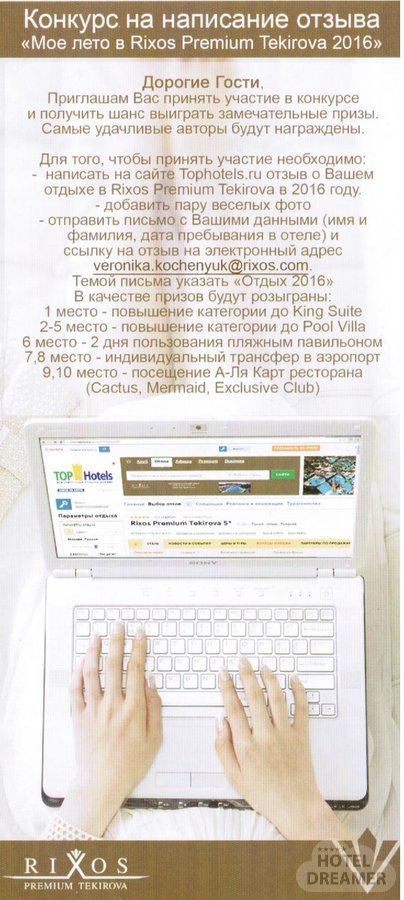 Конкурс на написание отзыва
«Мое лето в Rixos Premium Tekirova 2016»
Дорогие Гости,
Приглашам Вас принять участие в конкурсе
и получить шанс выиграть замечательные призы.
Самые удачливые авторы будут награждены.
Для того, чтобы принять участие необходимо:
- написать на сайте Tophotels.ru отзыв о Вашем
отдыхе в Rixos Premium Tekirova в 2016 году.
- добавить пару веселых фото
- отправить письмо с Вашими данными (имя и
фамилия, дата пребывания в отеле) и
ссылку на отзыв на электронный адрес
veronika.kochenyuk@rixos.com.
Темой письма указать «Отдых 2016»
В качестве призов будут розыграны:
1 место - повышение категории до King Suite
2-5 место - повышение категории до Pool Villa
6 место - 2 дня пользования пляжным павильоном
7,8 место - индивидуальный трансфер в аэропорт
9,10 место - посещение А-Ля Карт ресторана
(Cactus, Mermaid, Exclusive Club)
TOP Hotels
Параметры отдыха
Rixos Premium Tekirova 5*
SONY
RIXOS
PREMIUM TEKIROVA
HOTEL
DREAMER